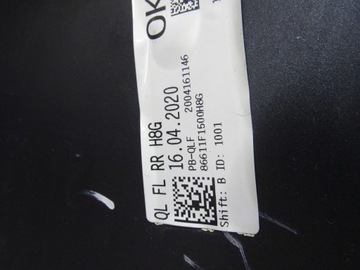 OK
QL FL RR H8G
16.04.2020
2004161146
PB-QLF
86611F1500H8G
Shift: B ID: 1001